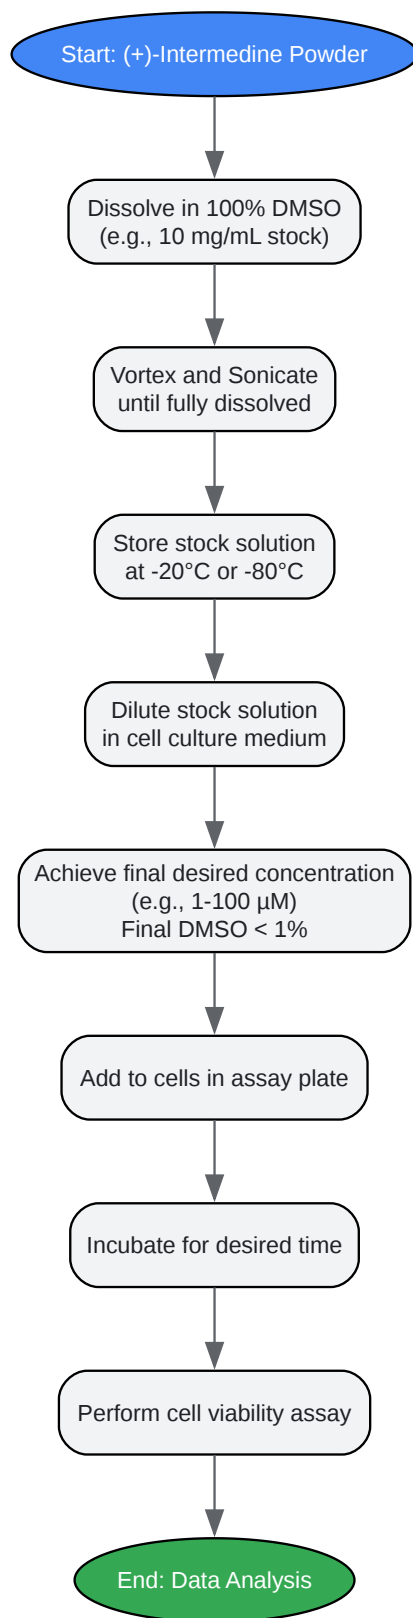 Start: (+)-Intermedine Powder
Dissolve in 100% DMSO
(e.g., 10 mg/mL stock)
Vortex and Sonicate
until fully dissolved
Store stock solution
at -20°C or -80°C
Dilute stock solution
in cell culture medium
Achieve final desired concentration
(e.g., 1-100 µM)
Final DMSO < 1%
Add to cells in assay plate
Incubate for desired time
Perform cell viability assay
End: Data Analysis